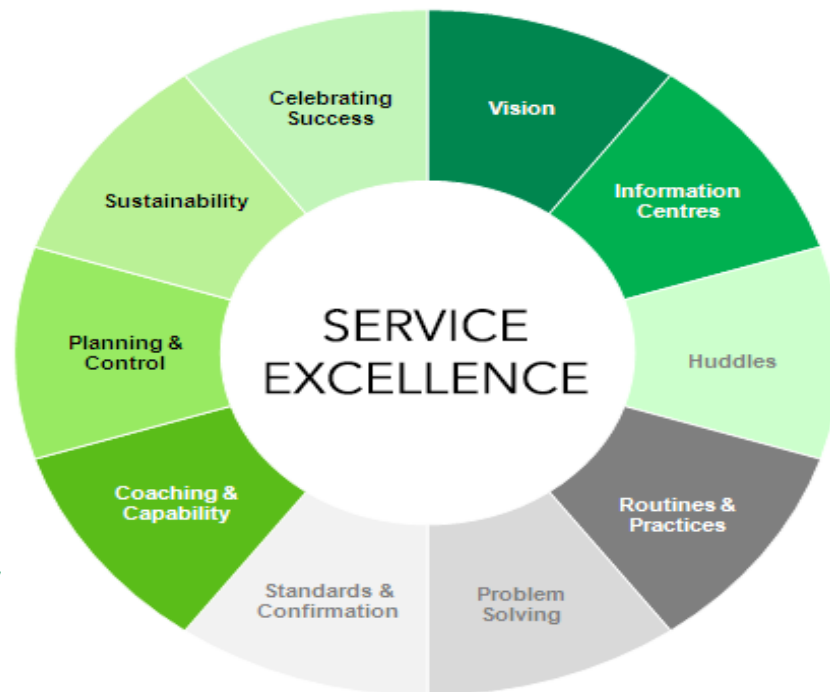 Celebrating
Success
Vision
Information
Centres
Huddles
Routines &
Practices
Problem
Solving
Standards &
Confirmation
Coaching &
Capability
Planning &
Control
Sustainability
SERVICE
EXCELLENCE